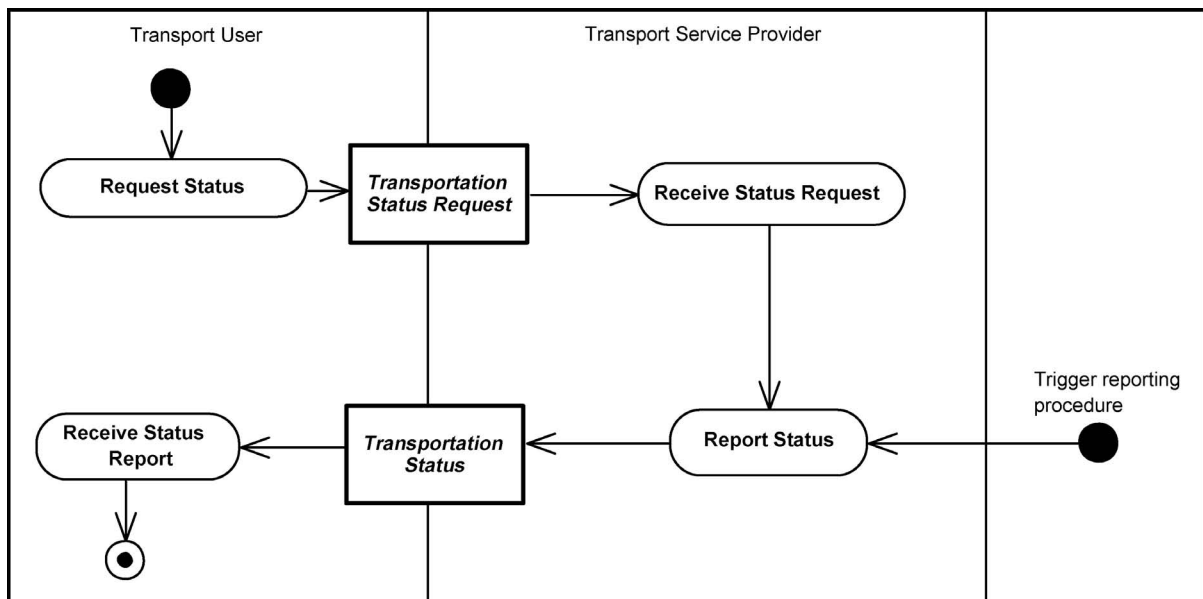 Transport User
Transport Service Provider
Request Status
Transportation
Status Request
Receive Status Request
Trigger reporting
procedure
Receive Status
Report
Transportation
Status
Report Status